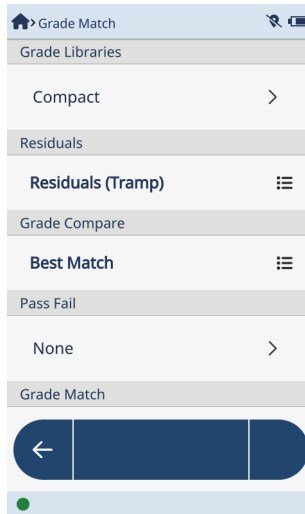 Grade Match
Grade Libraries
Compact
Residuals
Residuals (Tramp)
Grade Compare
Best Match
Pass Fail
None
Grade Match